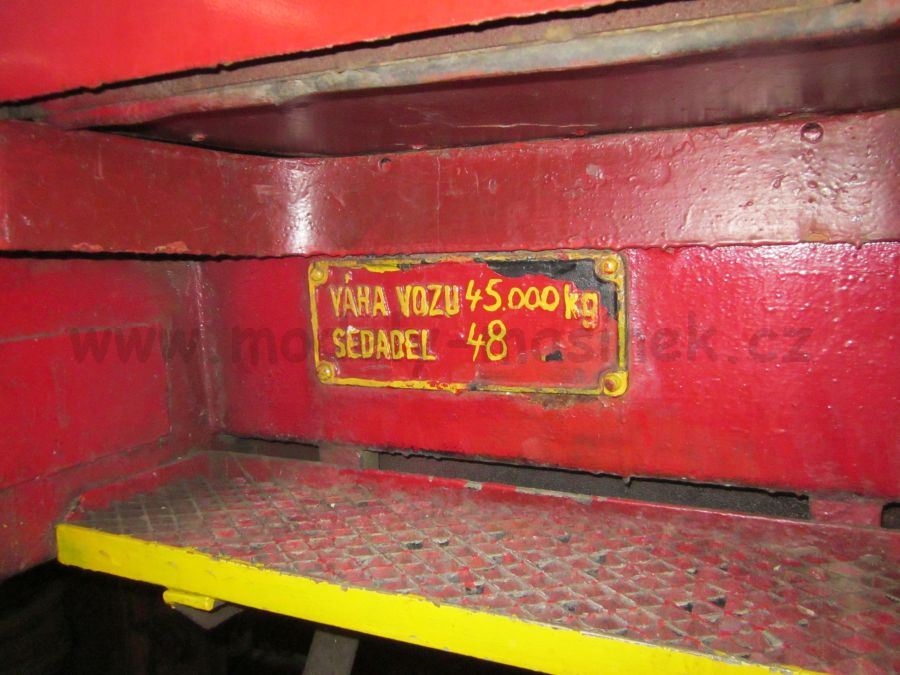 VÁHA VOZU 45.000 kg
SEDADEL 48